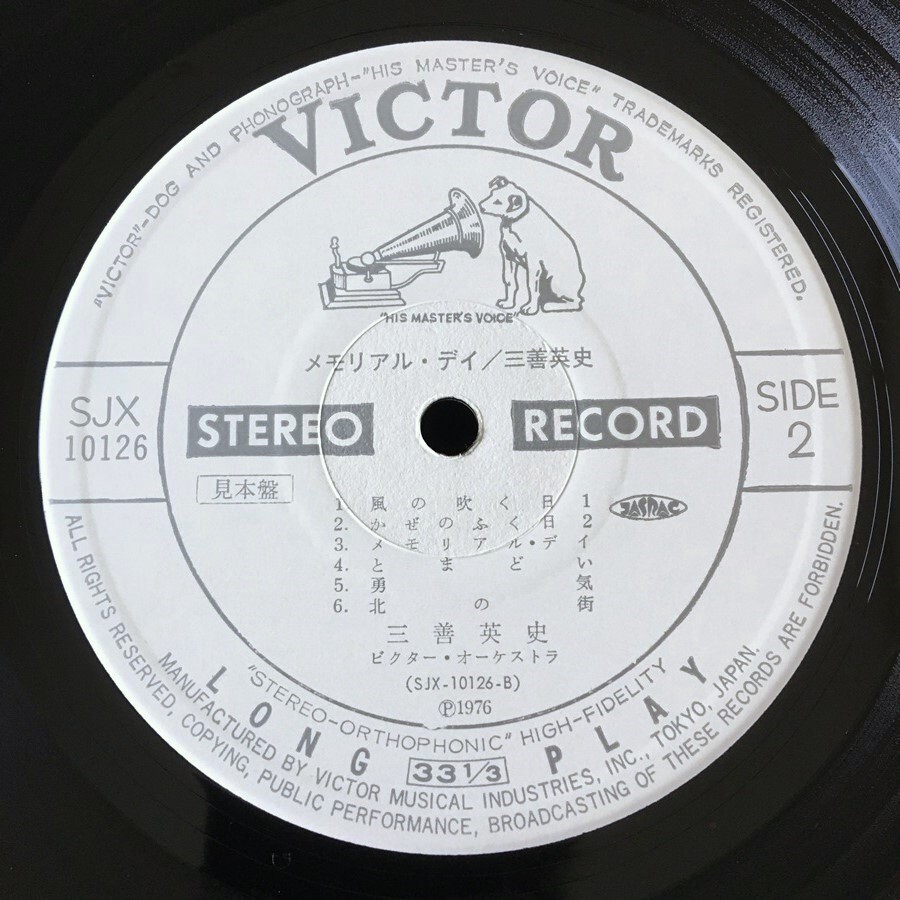 "VICTOR"-DOG AND PHONOGRAPH-"HIS MASTER'S VOICE" TRADEMARKS REGISTERED.
VICTOR
"HIS MASTER'S VOICE"
メモリアル・デイ/三善英史
SJX
10126
STEREO
RECORD
SIDE
2
見本盤
JASRAC
1. 風の吹く日1
2. かぜのふく日2
3. メモリアル・デイ
4. とまどい
5. 勇気
6. 北の街
三善英史
ビクター・オーケストラ
(SJX-10126-B)
Ⓟ1976
"STEREO-ORTHOPHONIC" HIGH-FIDELITY
LONG PLAY
33 1/3
MANUFACTURED BY VICTOR MUSICAL INDUSTRIES, INC., TOKYO, JAPAN.
ALL RIGHTS RESERVED, COPYING, PUBLIC PERFORMANCE, BROADCASTING OF THESE RECORDS ARE FORBIDDEN.